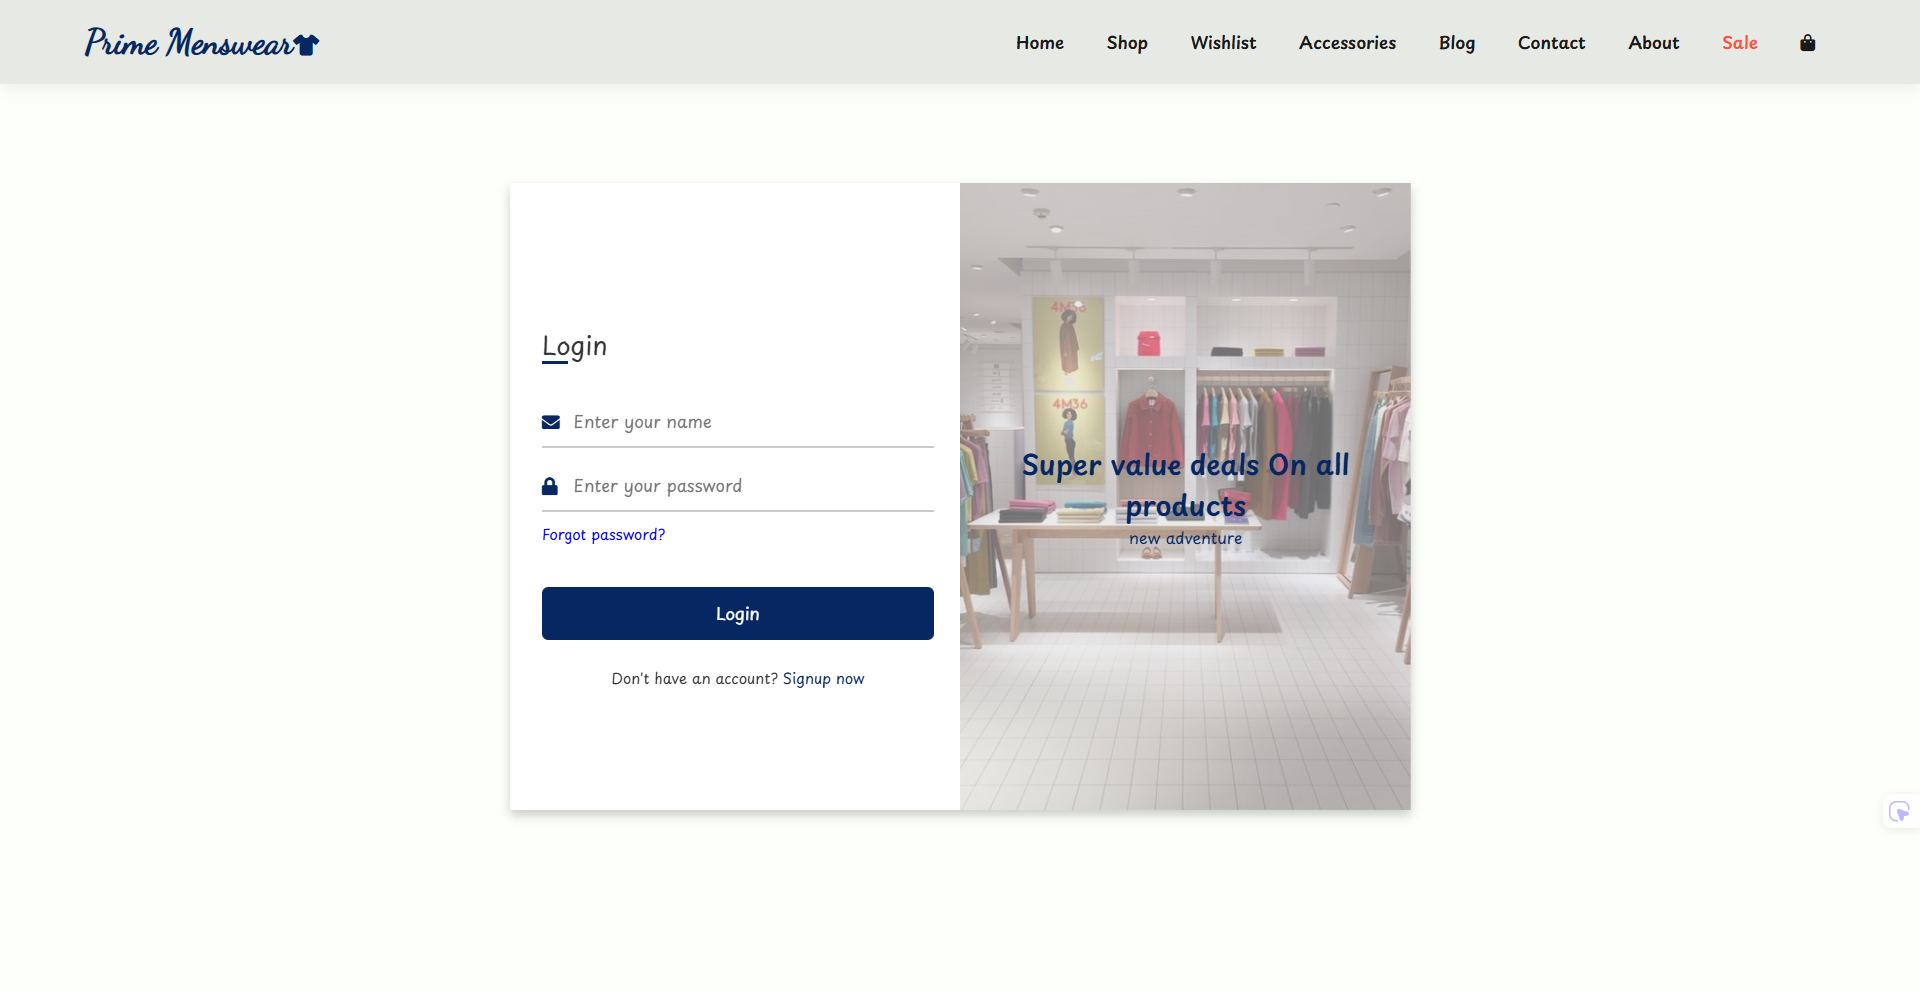 Prime Menswear
Home Shop Wishlist Accessories Blog Contact About Sale
Login
Enter your name
Enter your password
Forgot password?
Login
Don't have an account? Signup now
4M36
4M36
Super value deals On all
products
new adventure